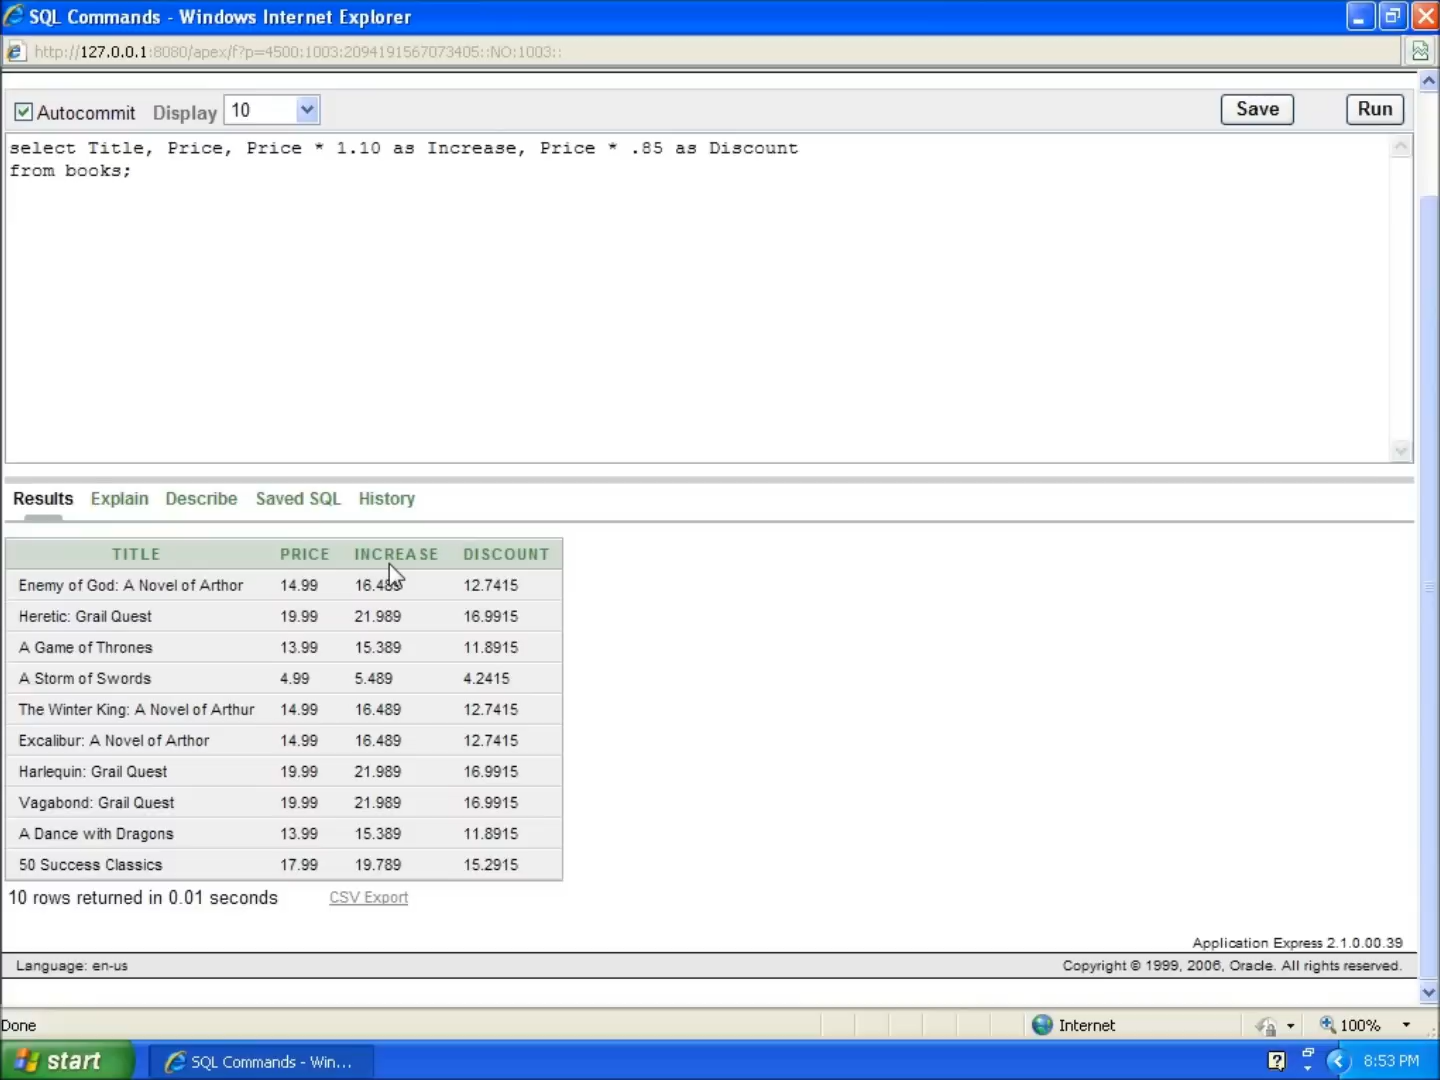 SQL Commands - Windows Internet Explorer
http://127.0.0.1:8080/apex/f?p=4500:1003:2094191567073405::NO:1003::
Autocommit Display 10 Save Run
select Title, Price, Price * 1.10 as Increase, Price * .85 as Discount
from books;
Results Explain Describe Saved SQL History
TITLE PRICE INCREASE DISCOUNT
Enemy of God: A Novel of Arthor 14.99 16.489 12.7415
Heretic: Grail Quest 19.99 21.989 16.9915
A Game of Thrones 13.99 15.389 11.8915
A Storm of Swords 4.99 5.489 4.2415
The Winter King: A Novel of Arthur 14.99 16.489 12.7415
Excalibur: A Novel of Arthor 14.99 16.489 12.7415
Harlequin: Grail Quest 19.99 21.989 16.9915
Vagabond: Grail Quest 19.99 21.989 16.9915
A Dance with Dragons 13.99 15.389 11.8915
50 Success Classics 17.99 19.789 15.2915
10 rows returned in 0.01 seconds CSV Export
Application Express 2.1.0.00.39
Language: en-us Copyright © 1999, 2006, Oracle. All rights reserved.
Done Internet 100%
start SQL Commands - Win... 8:53 PM